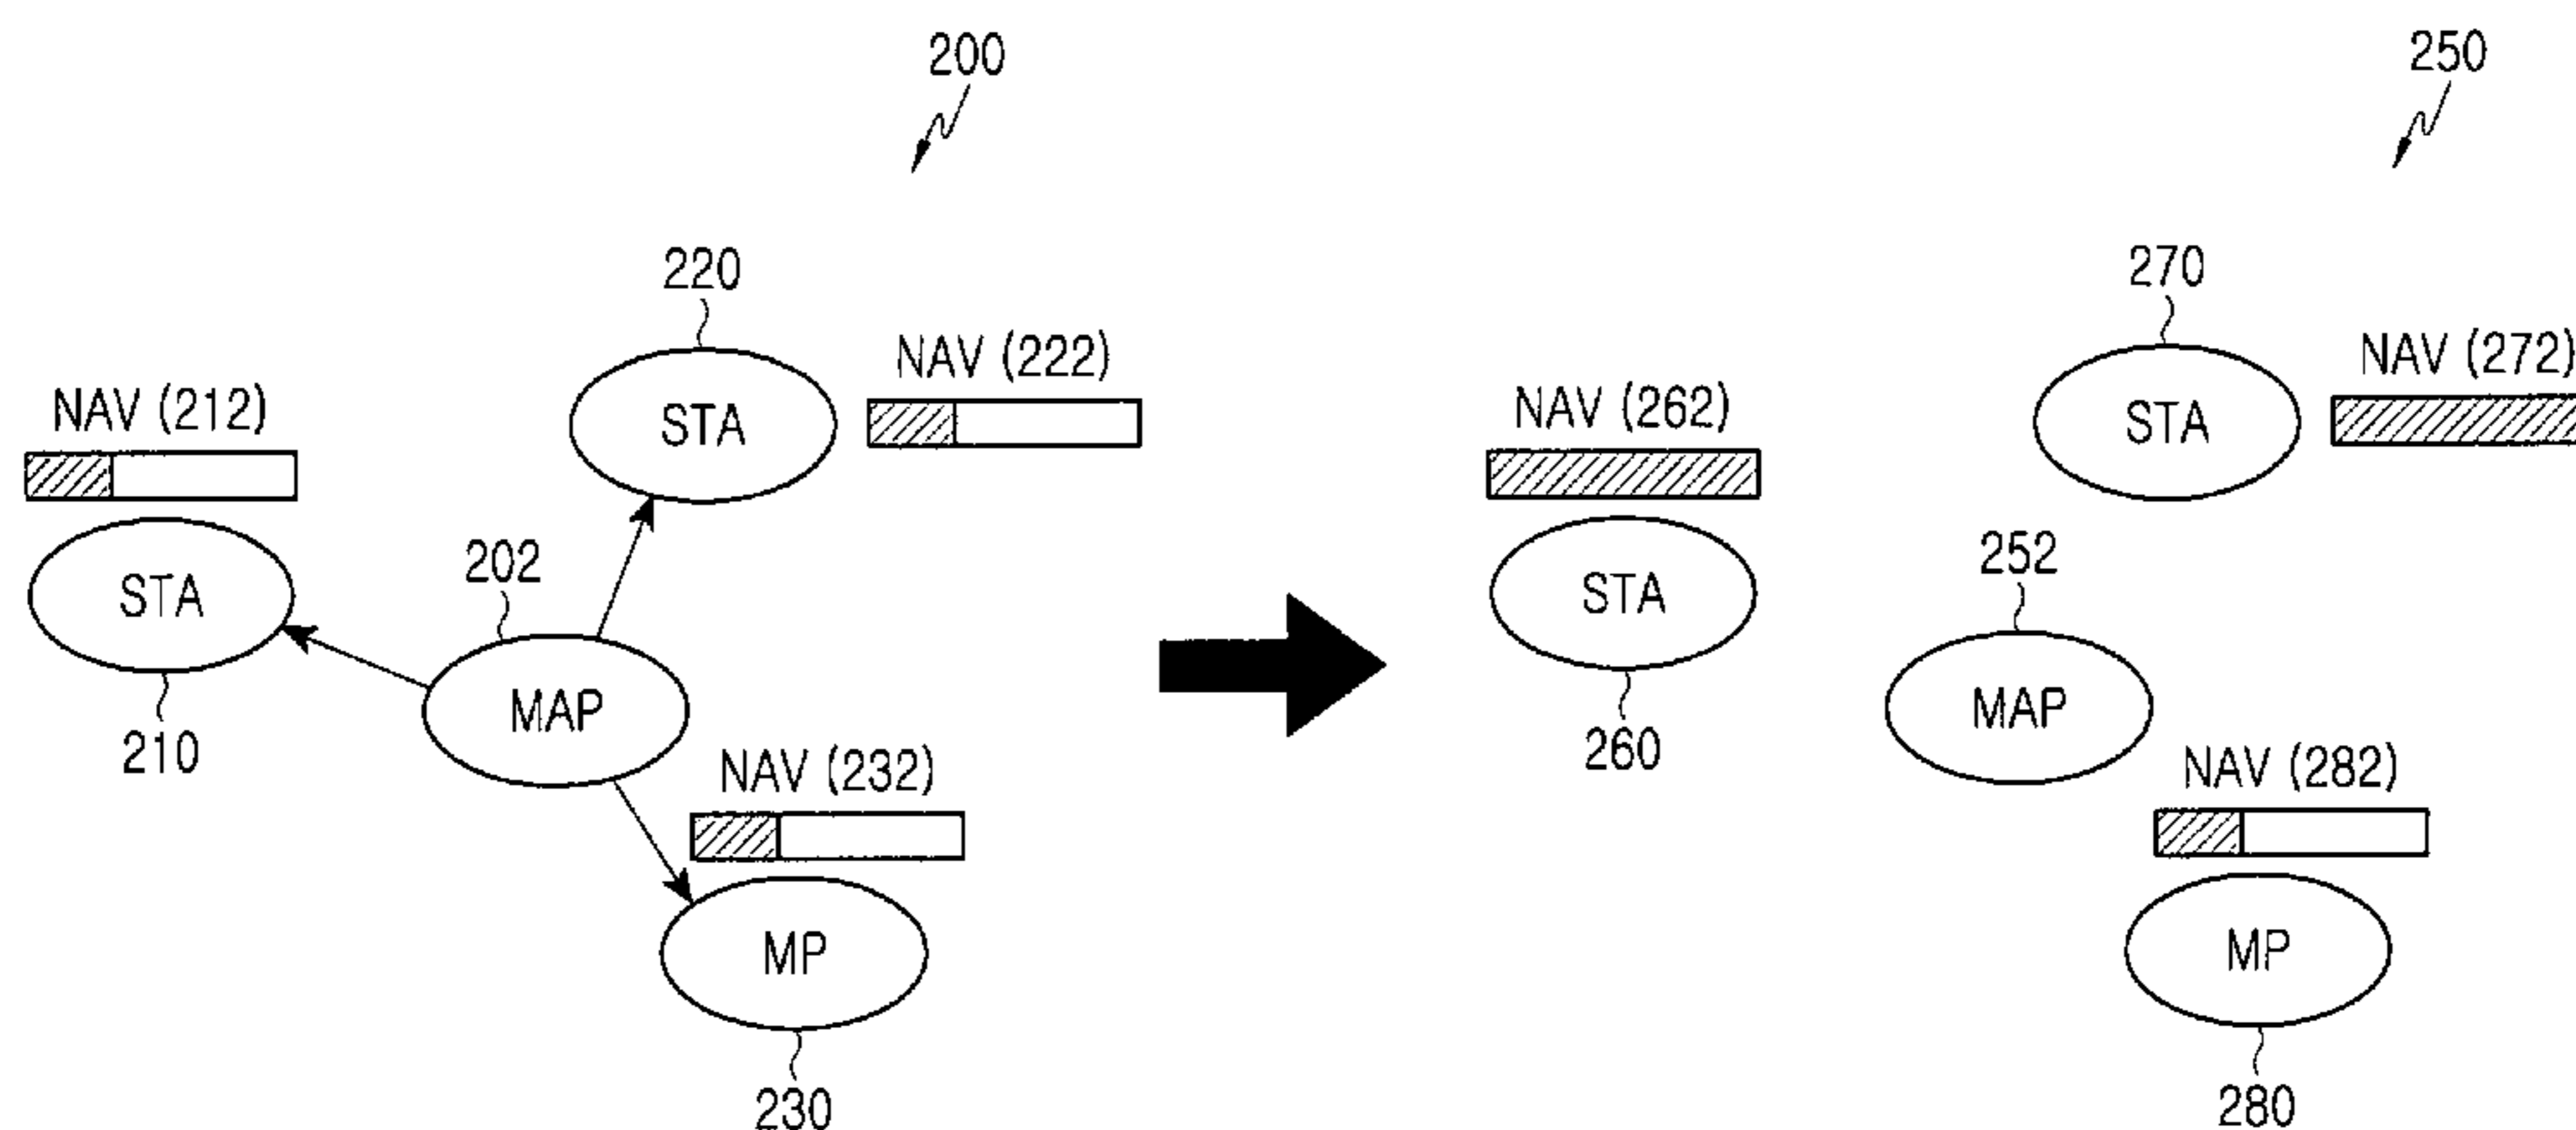 200
250
220
270
NAV (222)
NAV (272)
NAV (212)
NAV (262)
STA
STA
202
252
STA
STA
MAP
MAP
210
260
NAV (232)
NAV (282)
MP
MP
230
280